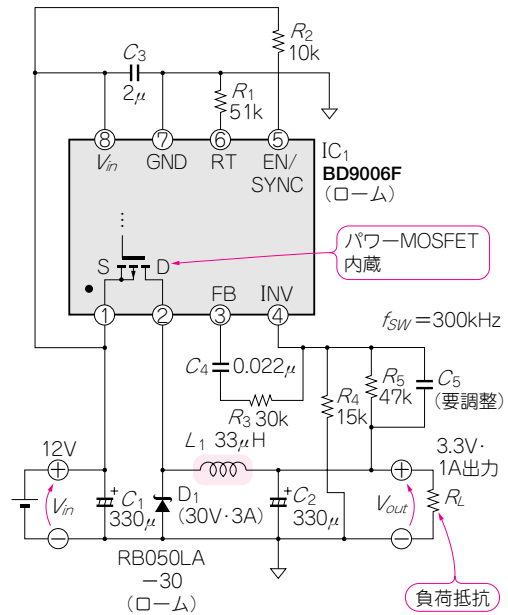 R2
10k
C3
2μ
R1
51k
⑧
⑦
⑥
⑤
Vin
GND
RT
EN/
SYNC
IC1
BD9006F
(ローム)
パワーMOSFET
内蔵
S
D
FB
INV
①
②
③
④
fSW=300kHz
C4
0.022μ
R3 30k
R4
15k
R5
47k
C5
(要調整)
L1 33μH
12V
3.3V・
1A出力
Vin
+
C1
330μ
D1
(30V・3A)
+
C2
330μ
Vout
RL
RB050LA
-30
(ローム)
負荷抵抗